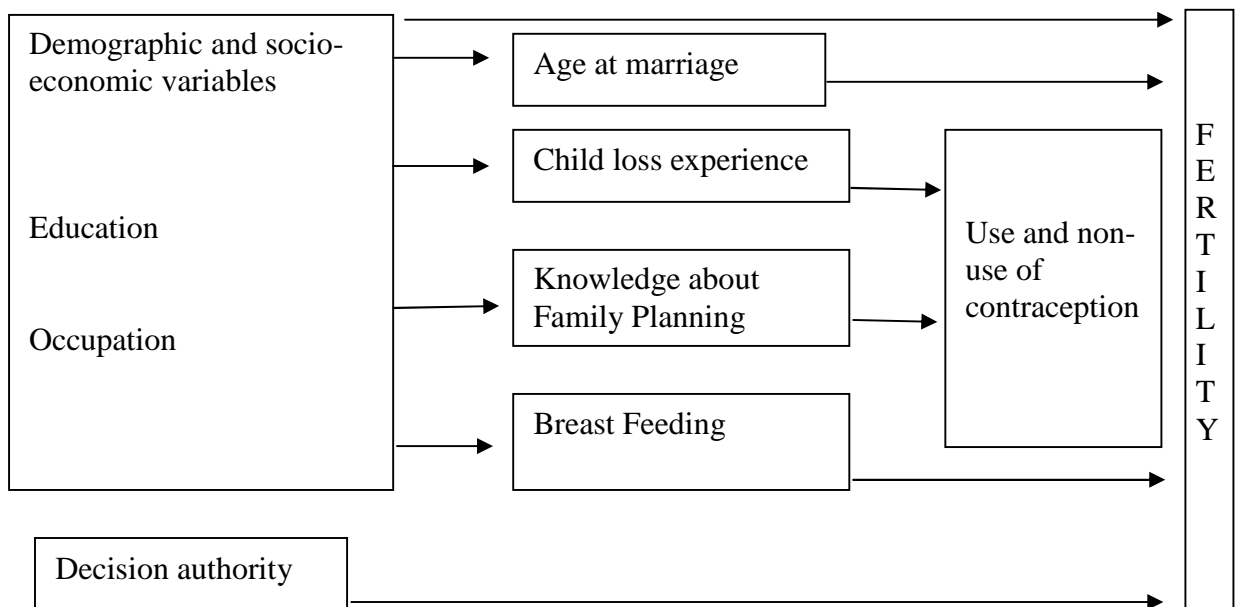 Demographic and socio-
economic variables
Education
Occupation
Age at marriage
Child loss experience
Knowledge about
Family Planning
Breast Feeding
Use and non-
use of
contraception
F
E
R
T
I
L
I
T
Y
Decision authority